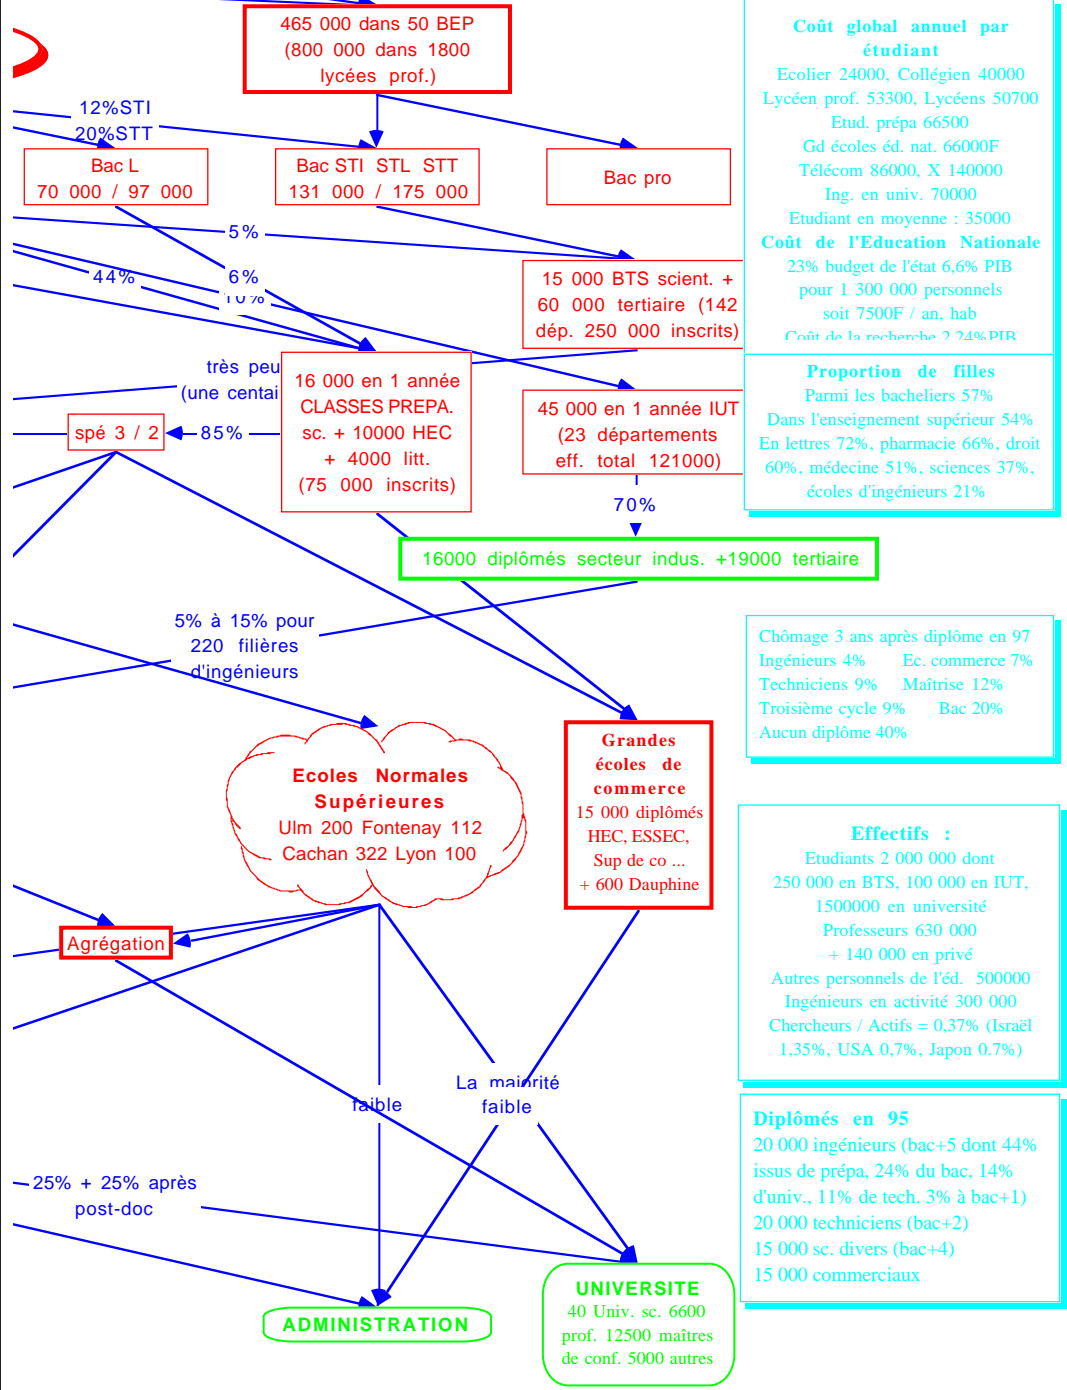 465 000 dans 50 BEP
(800 000 dans 1800
lycées prof.)
12%STI
20%STT
Bac L
70 000 / 97 000
Bac STI STL STT
131 000 / 175 000
Bac pro
5%
44%
6%
10%
15 000 BTS scient. +
60 000 tertiaire (142
dép. 250 000 inscrits)
très peu
(une centai
16 000 en 1 année
CLASSES PREPA.
sc. + 10000 HEC
+ 4000 litt.
(75 000 inscrits)
spé 3 / 2
85%
45 000 en 1 année IUT
(23 départements
eff. total 121000)
70%
16000 diplômés secteur indus. +19000 tertiaire
5% à 15% pour
220 filières
d'ingénieurs
Ecoles Normales
Supérieures
Ulm 200 Fontenay 112
Cachan 322 Lyon 100
Grandes
écoles de
commerce
15 000 diplômés
HEC, ESSEC,
Sup de co ...
+ 600 Dauphine
Agrégation
La majorité
faible
faible
25% + 25% après
post-doc
ADMINISTRATION
UNIVERSITE
40 Univ. sc. 6600
prof. 12500 maîtres
de conf. 5000 autres
Coût global annuel par
étudiant
Ecolier 24000, Collégien 40000
Lycéen prof. 53300, Lycéens 50700
Etud. prépa 66500
Gd écoles éd. nat. 66000F
Télécom 86000, X 140000
Ing. en univ. 70000
Etudiant en moyenne : 35000
Coût de l'Education Nationale
23% budget de l'état 6,6% PIB
pour 1 300 000 personnels
soit 7500F / an, hab
Coût de la recherche 2,24%PIB
Proportion de filles
Parmi les bacheliers 57%
Dans l'enseignement supérieur 54%
En lettres 72%, pharmacie 66%, droit
60%, médecine 51%, sciences 37%,
écoles d'ingénieurs 21%
Chômage 3 ans après diplôme en 97
Ingénieurs 4% Ec. commerce 7%
Techniciens 9% Maîtrise 12%
Troisième cycle 9% Bac 20%
Aucun diplôme 40%
Effectifs :
Etudiants 2 000 000 dont
250 000 en BTS, 100 000 en IUT,
1500000 en université
Professeurs 630 000
+ 140 000 en privé
Autres personnels de l'éd. 500000
Ingénieurs en activité 300 000
Chercheurs / Actifs = 0,37% (Israël
1,35%, USA 0,7%, Japon 0.7%)
Diplômés en 95
20 000 ingénieurs (bac+5 dont 44%
issus de prépa, 24% du bac, 14%
d'univ., 11% de tech. 3% à bac+1)
20 000 techniciens (bac+2)
15 000 sc. divers (bac+4)
15 000 commerciaux